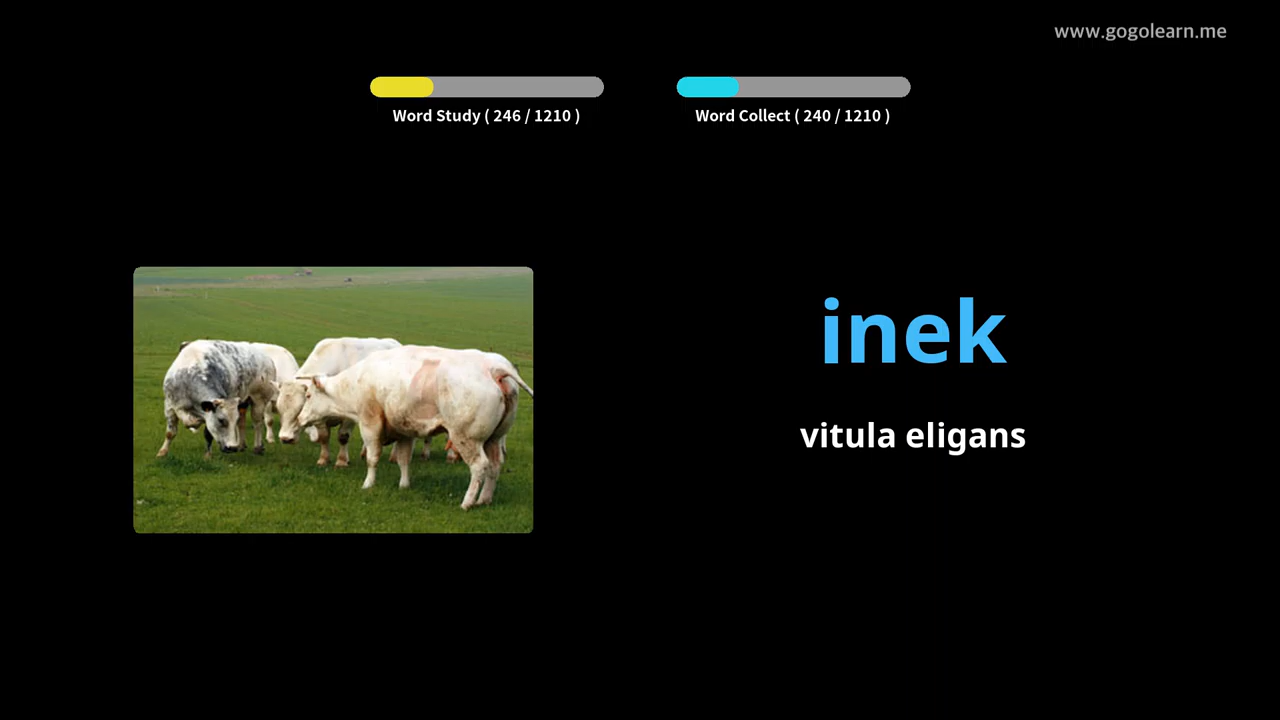 www.gogolearn.me
Word Study ( 246 / 1210 )
Word Collect ( 240 / 1210 )
inek
vitula eligans